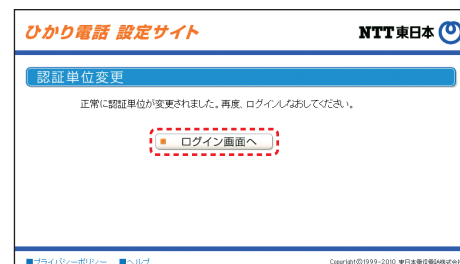 ひかり電話 設定サイト
NTT東日本
認証単位変更
正常に認証単位が変更されました。再度、ログインしなおしてください。
ログイン画面へ
■プライバシーポリシー ■ヘルプ
Copyright©1999-2010 東日本電信電話株式会社